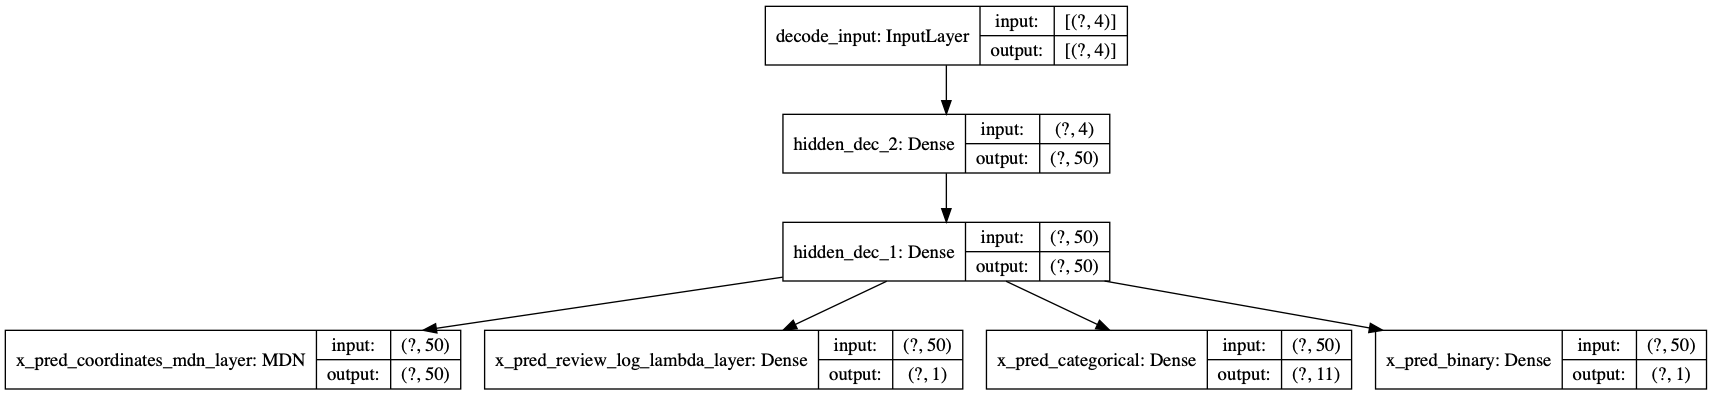 decode_input: InputLayer
input: [(?, 4)]
output: [(?, 4)]
hidden_dec_2: Dense
input: (?, 4)
output: (?, 50)
hidden_dec_1: Dense
input: (?, 50)
output: (?, 50)
x_pred_coordinates_mdn_layer: MDN
input: (?, 50)
output: (?, 50)
x_pred_review_log_lambda_layer: Dense
input: (?, 50)
output: (?, 1)
x_pred_categorical: Dense
input: (?, 50)
output: (?, 11)
x_pred_binary: Dense
input: (?, 50)
output: (?, 1)